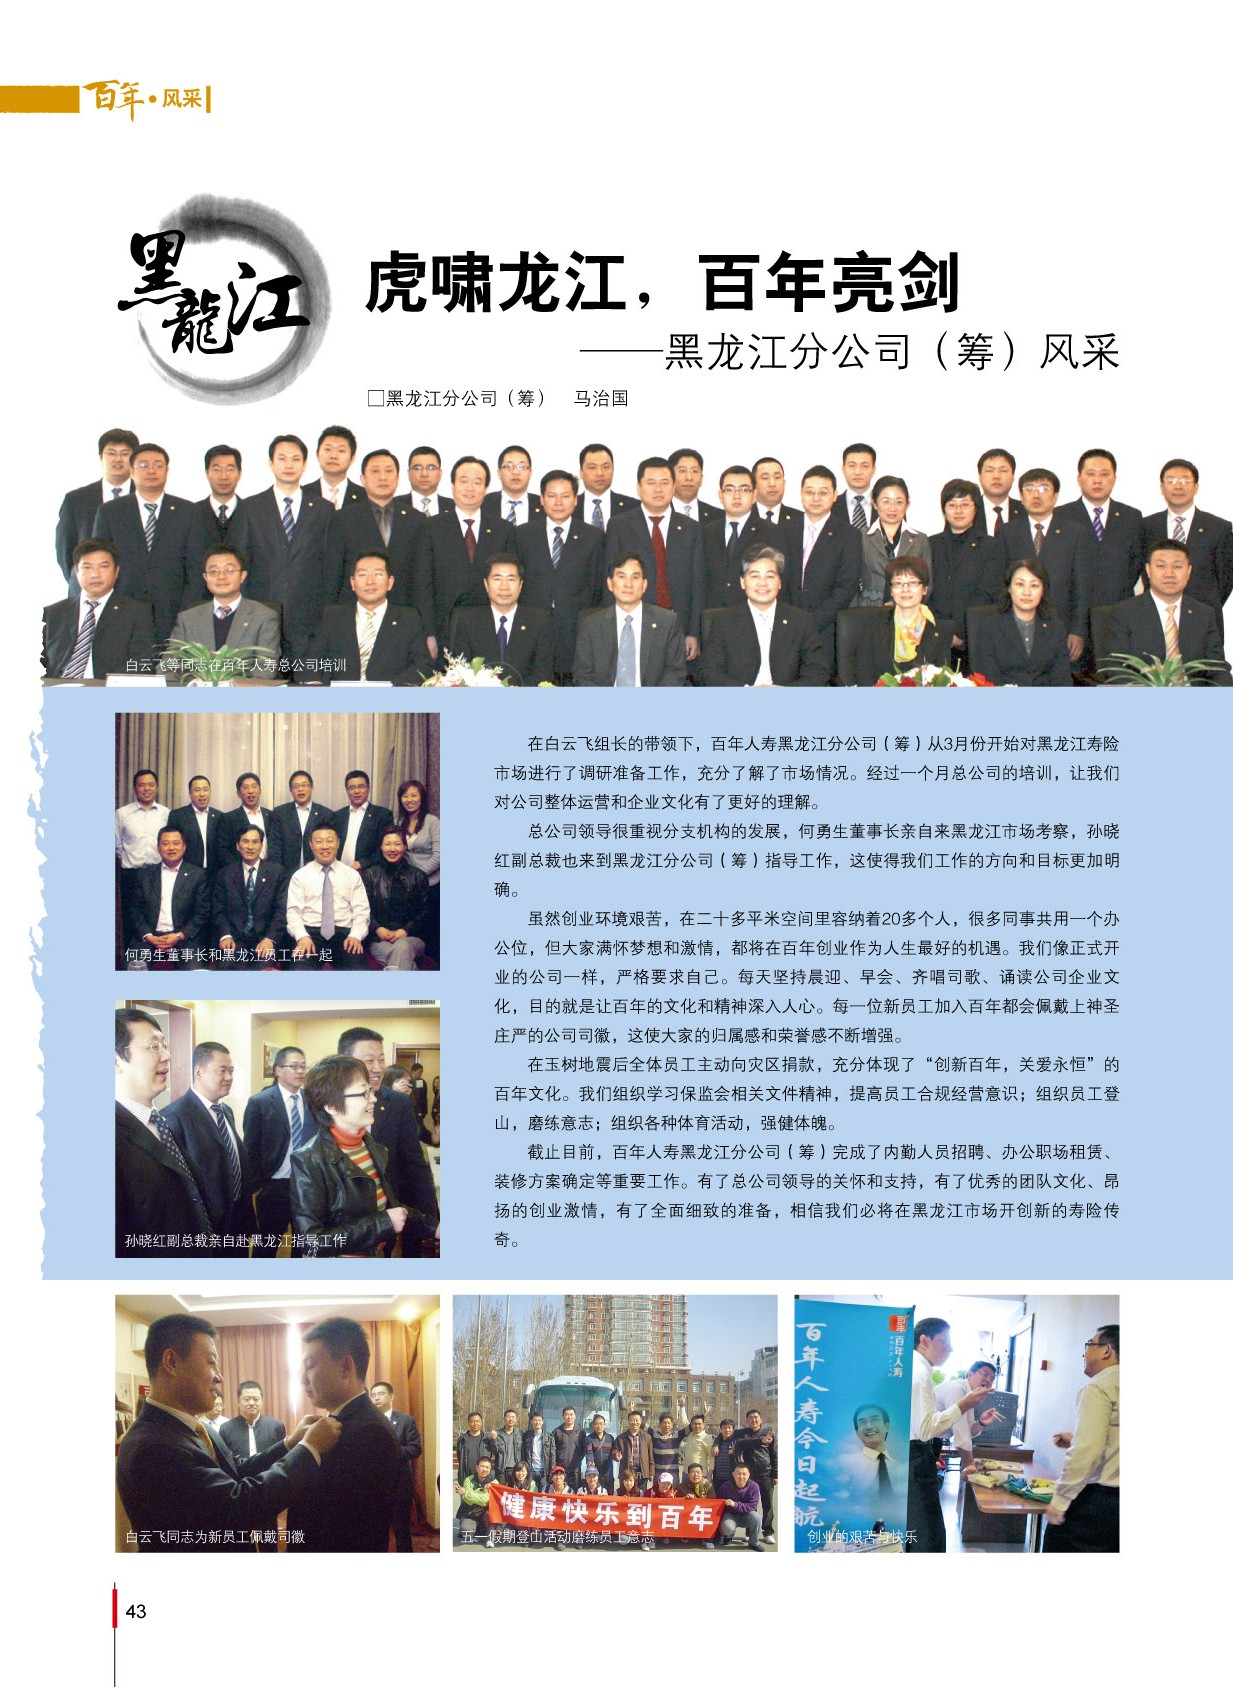 百年·风采
黑龍江
虎啸龙江，百年亮剑
——黑龙江分公司（筹）风采
□黑龙江分公司（筹） 马治国
白云飞等同志在百年人寿总公司培训
何勇生董事长和黑龙江员工在一起
孙晓红副总裁亲自赴黑龙江指导工作
在白云飞组长的带领下，百年人寿黑龙江分公司（筹）从3月份开始对黑龙江寿险
市场进行了调研准备工作，充分了解了市场情况。经过一个月总公司的培训，让我们
对公司整体运营和企业文化有了更好的理解。
总公司领导很重视分支机构的发展，何勇生董事长亲自来黑龙江市场考察，孙晓
红副总裁也来到黑龙江分公司（筹）指导工作，这使得我们工作的方向和目标更加明
确。
虽然创业环境艰苦，在二十多平米空间里容纳着20多个人，很多同事共用一个办
公位，但大家满怀梦想和激情，都将在百年创业作为人生最好的机遇。我们像正式开
业的公司一样，严格要求自己。每天坚持晨迎、早会、齐唱司歌、诵读公司企业文
化，目的就是让百年的文化和精神深入人心。每一位新员工加入百年都会佩戴上神圣
庄严的公司司徽，这使大家的归属感和荣誉感不断增强。
在玉树地震后全体员工主动向灾区捐款，充分体现了“创新百年，关爱永恒”的
百年文化。我们组织学习保监会相关文件精神，提高员工合规经营意识；组织员工登
山，磨练意志；组织各种体育活动，强健体魄。
截止目前，百年人寿黑龙江分公司（筹）完成了内勤人员招聘、办公职场租赁、
装修方案确定等重要工作。有了总公司领导的关怀和支持，有了优秀的团队文化、昂
扬的创业激情，有了全面细致的准备，相信我们必将在黑龙江市场开创新的寿险传
奇。
白云飞同志为新员工佩戴司徽
健康快乐到百年
五一假期登山活动磨练员工意志
百年人寿
百年人寿今日起航
创业的艰苦与快乐
43